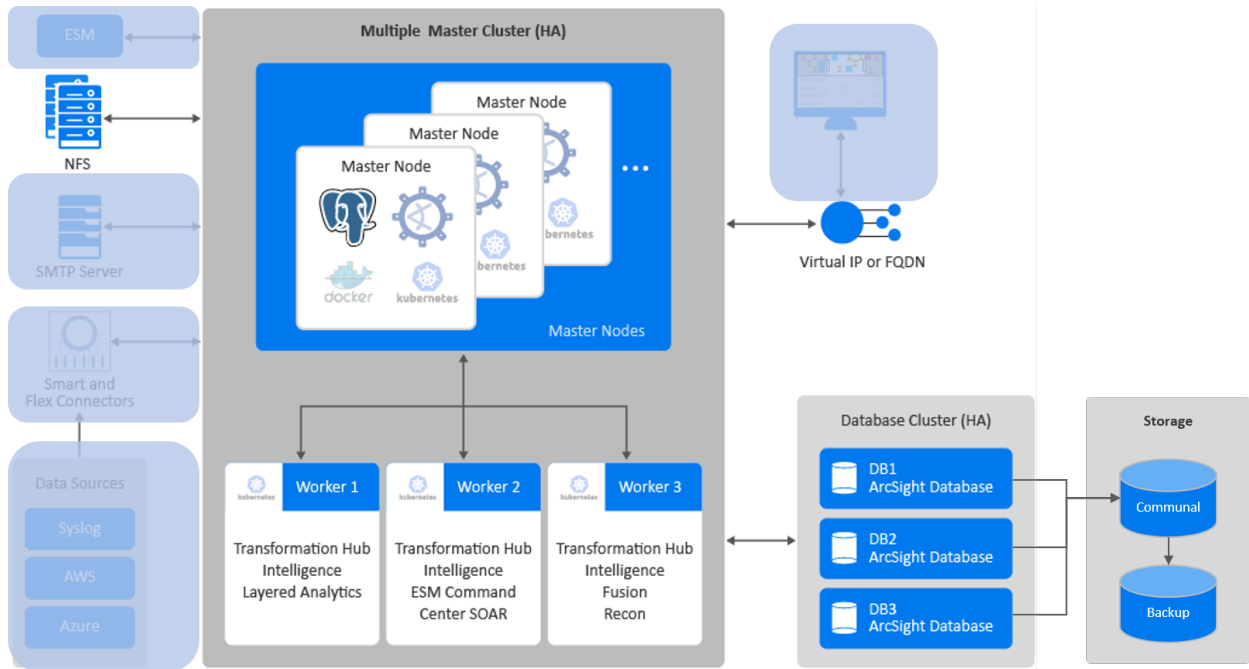 ESM
NFS
SMTP Server
Smart and
Flex Connectors
Data Sources
Syslog
AWS
Azure
Multiple Master Cluster (HA)
Master Node
Master Node
Master Node
...
docker
kubernetes
kubernetes
kubernetes
Master Nodes
kubernetes
Worker 1
Transformation Hub
Intelligence
Layered Analytics
kubernetes
Worker 2
Transformation Hub
Intelligence
ESM Command
Center SOAR
kubernetes
Worker 3
Transformation Hub
Intelligence
Fusion
Recon
Virtual IP or FQDN
Database Cluster (HA)
DB1
ArcSight Database
DB2
ArcSight Database
DB3
ArcSight Database
Storage
Communal
Backup